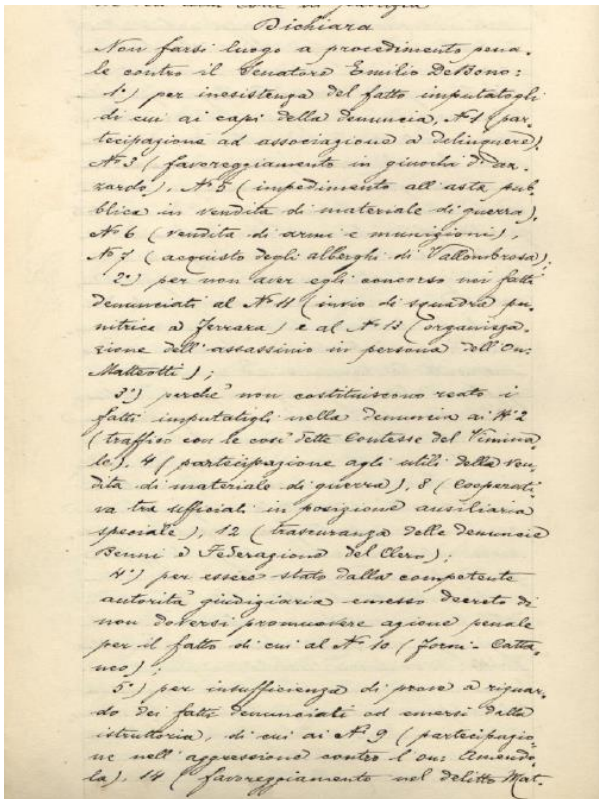 Dichiara
Non farsi luogo a procedimento pena-
le contro il Senatore Emilio De Bono:
1°) per inesistenza del fatto imputatogli
di cui ai capi della denuncia, N° 1 (par-
tecipazione ad associazione a delinquere),
N° 3 (favoreggiamento in giuochi d'az-
zardo), N° 5 (impedimento all'asta pub-
blica in vendita di materiale di guerra),
N° 6 (vendita di armi e munizioni),
N° 7 (acquisto degli alberghi di Vallombrosa);
2°) per non aver egli concorso nei fatti
denunciati al N° 11 (invio di squadra pu-
nitrice a Ferrara) e al N° 13 (organizza-
zione dell'assassinio in persona dell'On:
Matteotti);
3°) perchè non costituiscono reato i
fatti imputatigli nella denuncia ai N° 2
(traffico con le così dette Contesse del Vimina-
le), 4 (partecipazione agli utili della ven-
dita di materiale di guerra), 8 (Cooperati-
va tra ufficiali in posizione ausiliaria
speciale), 12 (trascuranza delle denuncie
Benni e Federazione del Clero);
4°) per essere stato dalla competente
autorità giudiziaria emesso decreto di
non doversi promuovere azione penale
per il fatto di cui al N° 10 (Forni-Catta-
neo);
5°) per insufficienza di prove a riguar-
do dei fatti denunciati od emersi dalla
istruttoria, di cui ai N° 9 (partecipazio-
ne nell'aggressione contro l'on: Amendo-
la), 14 (favoreggiamento nel delitto Mat-